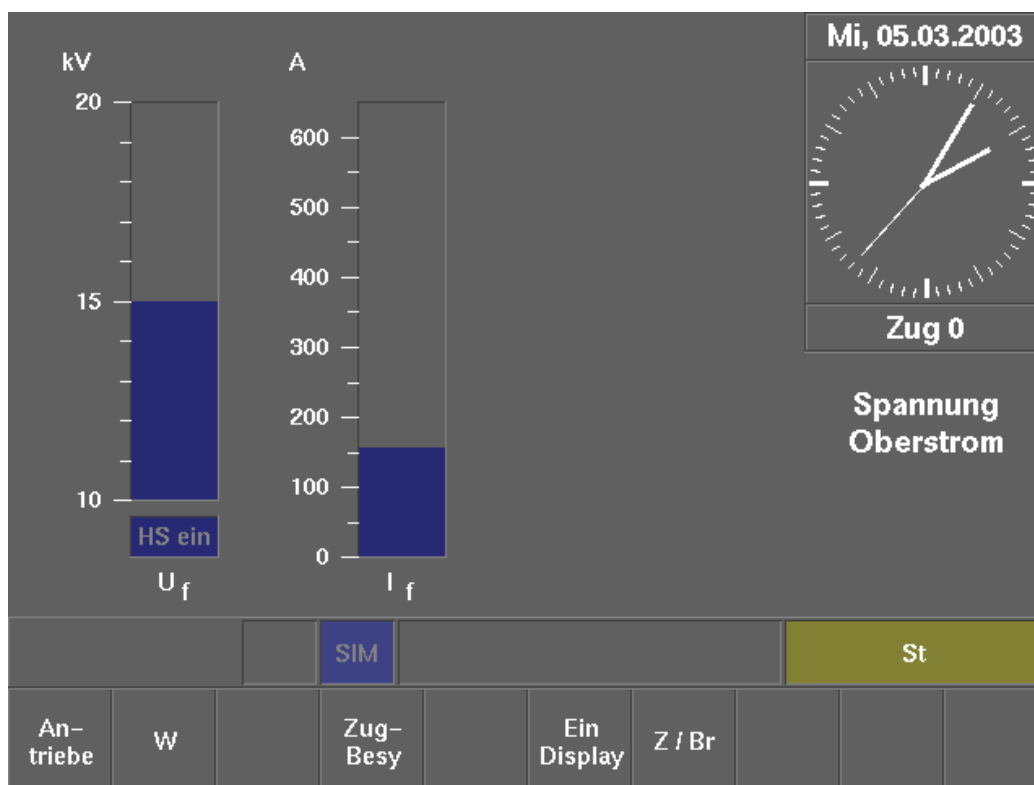 Mi, 05.03.2003
kV
A
20
15
10
600
500
400
300
200
100
0
HS ein
U f
I f
Zug 0
Spannung
Oberstrom
SIM
St
An-
triebe
W
Zug-
Besy
Ein
Display
Z / Br